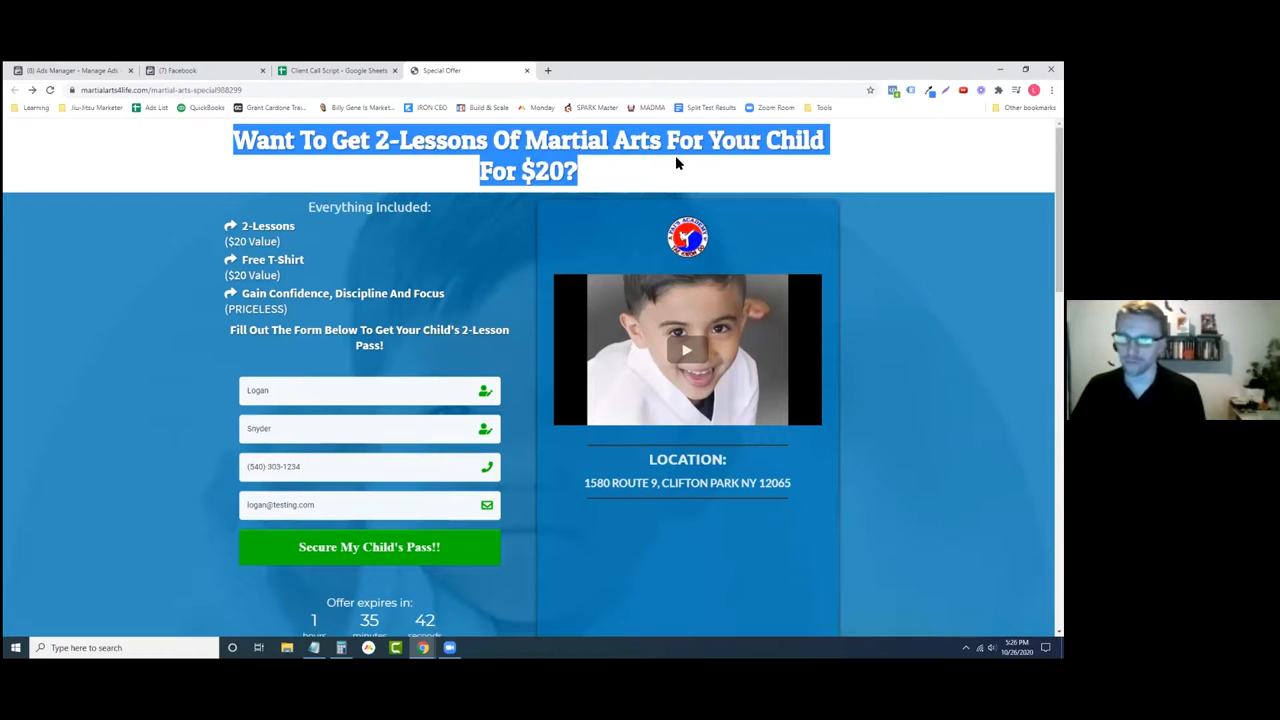 (8) Ads Manager - Manage Ads
(7) Facebook
Client Call Script - Google Sheets
Special Offer
martialarts4life.com/martial-arts-special988299
Learning
Jiu-Jitsu Marketer
Ads List
QuickBooks
Grant Cardone Trai...
Billy Gene Is Market...
IRON CEO
Build & Scale
Monday
SPARK Master
MADMA
Split Test Results
Zoom Room
Tools
Other bookmarks
Want To Get 2-Lessons Of Martial Arts For Your Child
For $20?
Everything Included:
2-Lessons
($20 Value)
Free T-Shirt
($20 Value)
Gain Confidence, Discipline And Focus
(PRICELESS)
Fill Out The Form Below To Get Your Child's 2-Lesson
Pass!
Logan
Snyder
(540) 303-1234
logan@testing.com
Secure My Child's Pass!!
Offer expires in:
1 35 42
hours minutes seconds
LOCATION:
1580 ROUTE 9, CLIFTON PARK NY 12065
Type here to search
5:26 PM
10/26/2020